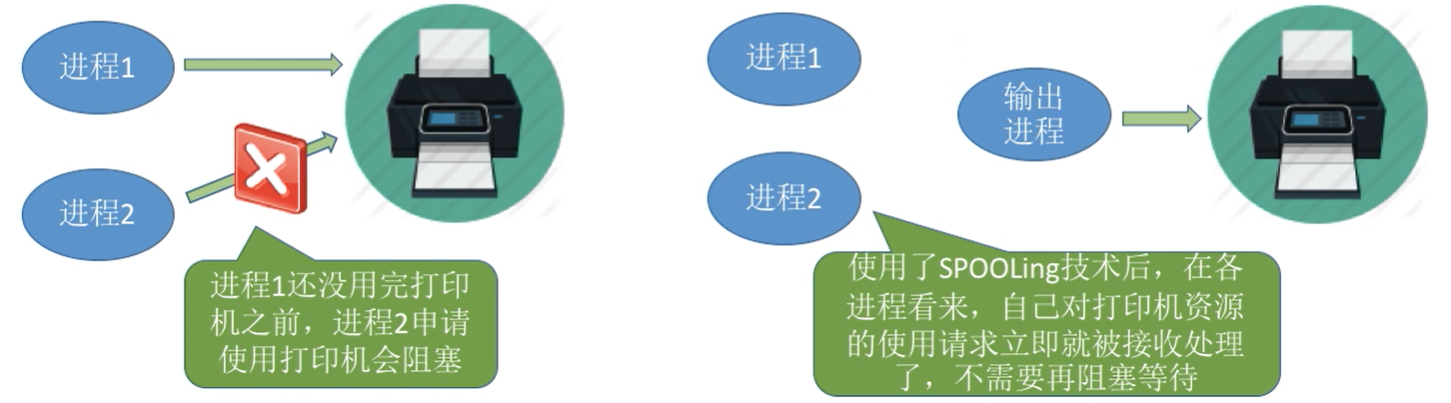 进程1
进程2
进程1还没用完打印
机之前，进程2申请
使用打印机会阻塞
进程1
进程2
输出
进程
使用了SPOOLing技术后，在各
进程看来，自己对打印机资源
的使用请求立即就被接收处理
了，不需要再阻塞等待